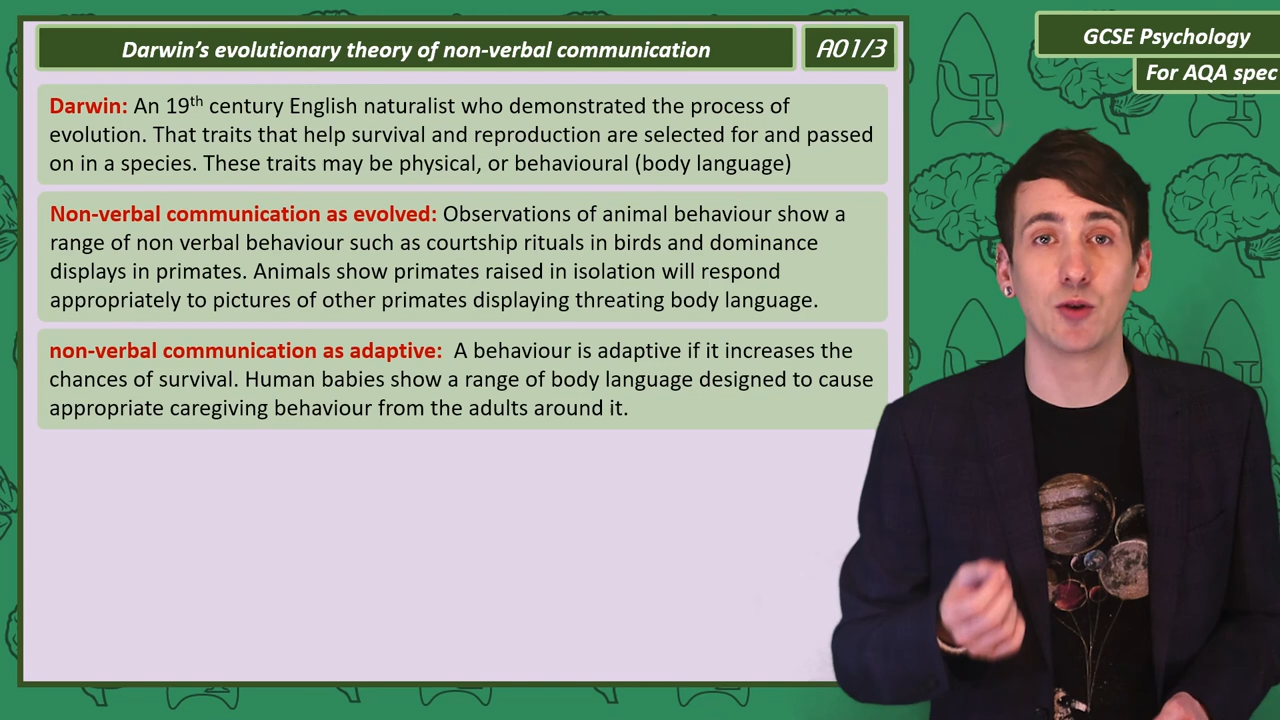 Darwin's evolutionary theory of non-verbal communication
AO1/3
GCSE Psychology
For AQA spec
Darwin: An 19th century English naturalist who demonstrated the process of
evolution. That traits that help survival and reproduction are selected for and passed
on in a species. These traits may be physical, or behavioural (body language)
Non-verbal communication as evolved: Observations of animal behaviour show a
range of non verbal behaviour such as courtship rituals in birds and dominance
displays in primates. Animals show primates raised in isolation will respond
appropriately to pictures of other primates displaying threating body language.
non-verbal communication as adaptive: A behaviour is adaptive if it increases the
chances of survival. Human babies show a range of body language designed to cause
appropriate caregiving behaviour from the adults around it.